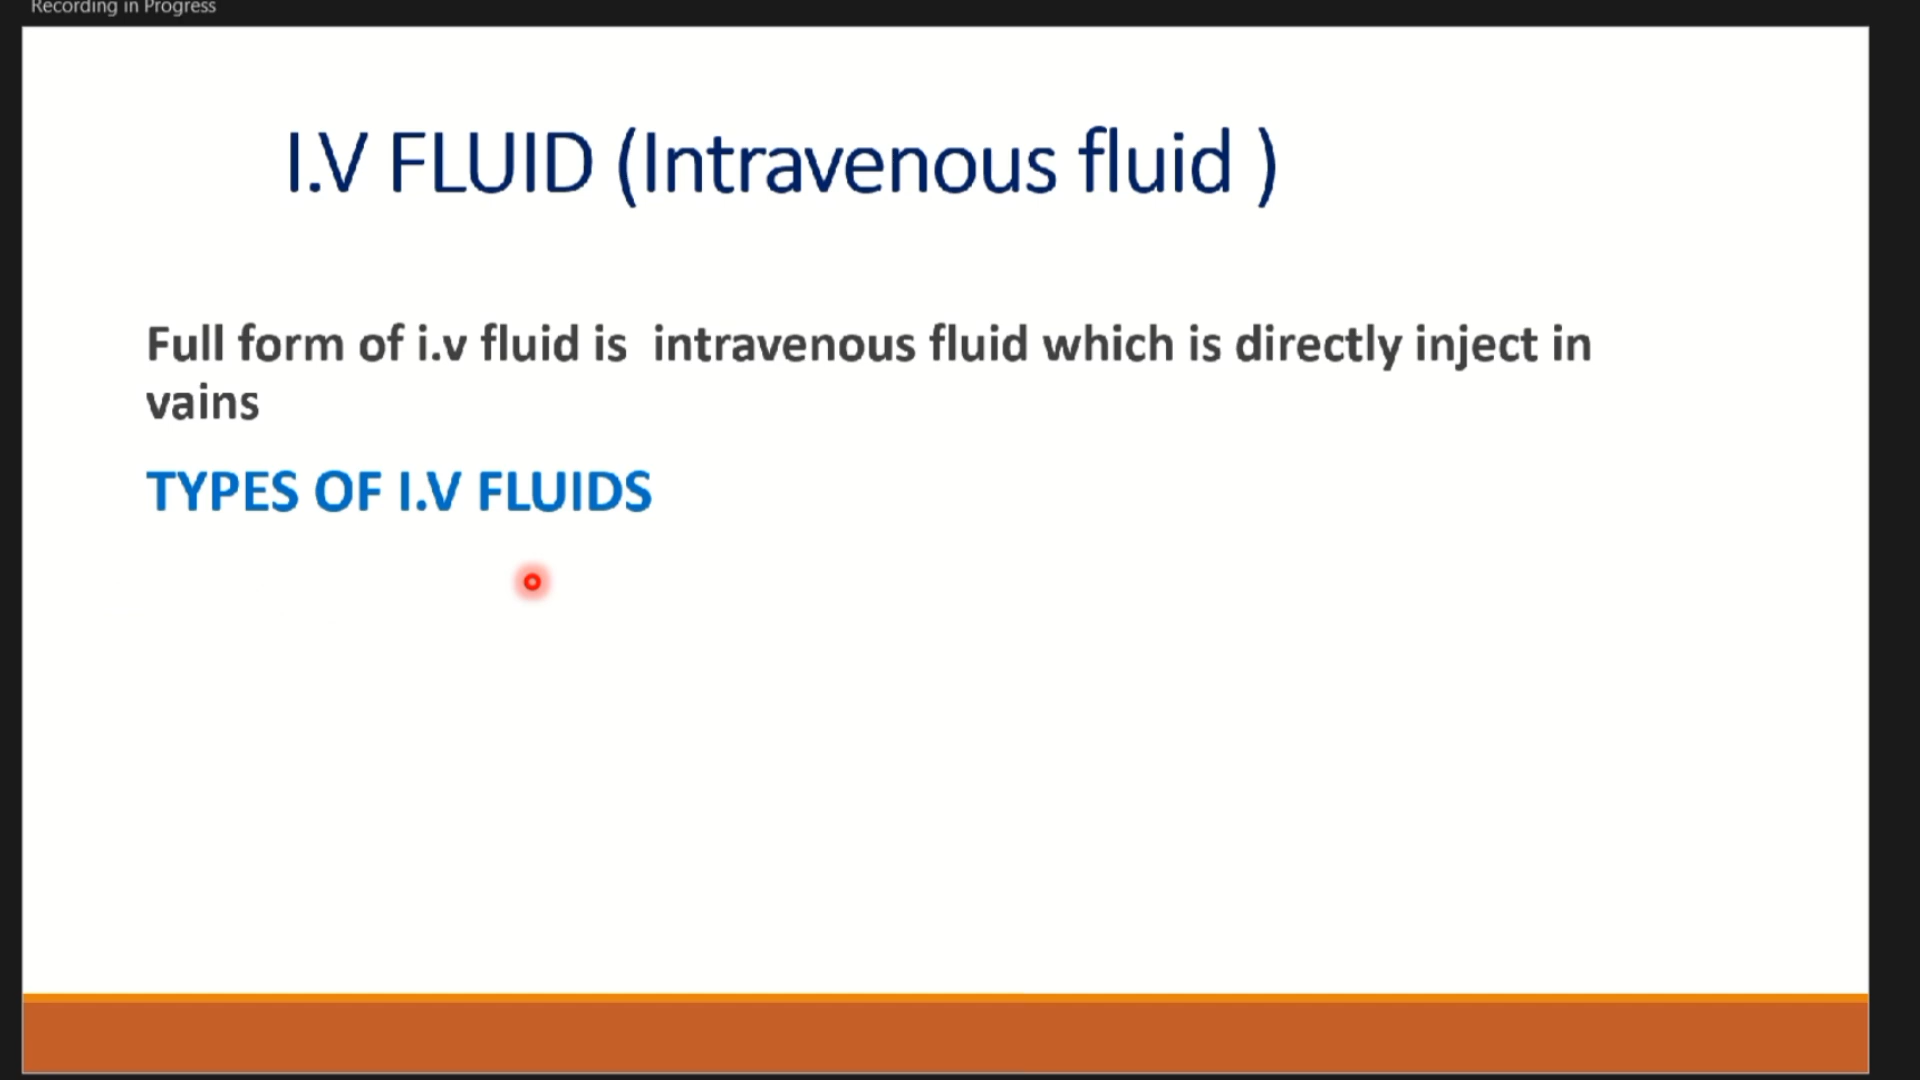 Recording in Progress
I.V FLUID (Intravenous fluid )
Full form of i.v fluid is  intravenous fluid which is directly inject in
vains
TYPES OF I.V FLUIDS